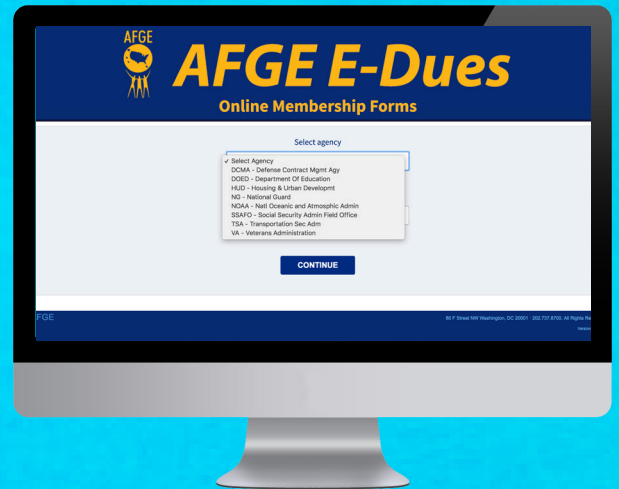 AFGE
AFGE E-Dues
Online Membership Forms
Select agency
✓ Select Agency
DCMA - Defense Contract Mgmt Agy
DOED - Department Of Education
HUD - Housing & Urban Developmt
NG - National Guard
NOAA - Natl Oceanic and Atmosphic Admin
SSAFO - Social Security Admin Field Office
TSA - Transportation Sec Adm
VA - Veterans Administration
CONTINUE
FGE
80 F Street NW Washington, DC 20001 · 202.737.8700, All Rights Re
Version